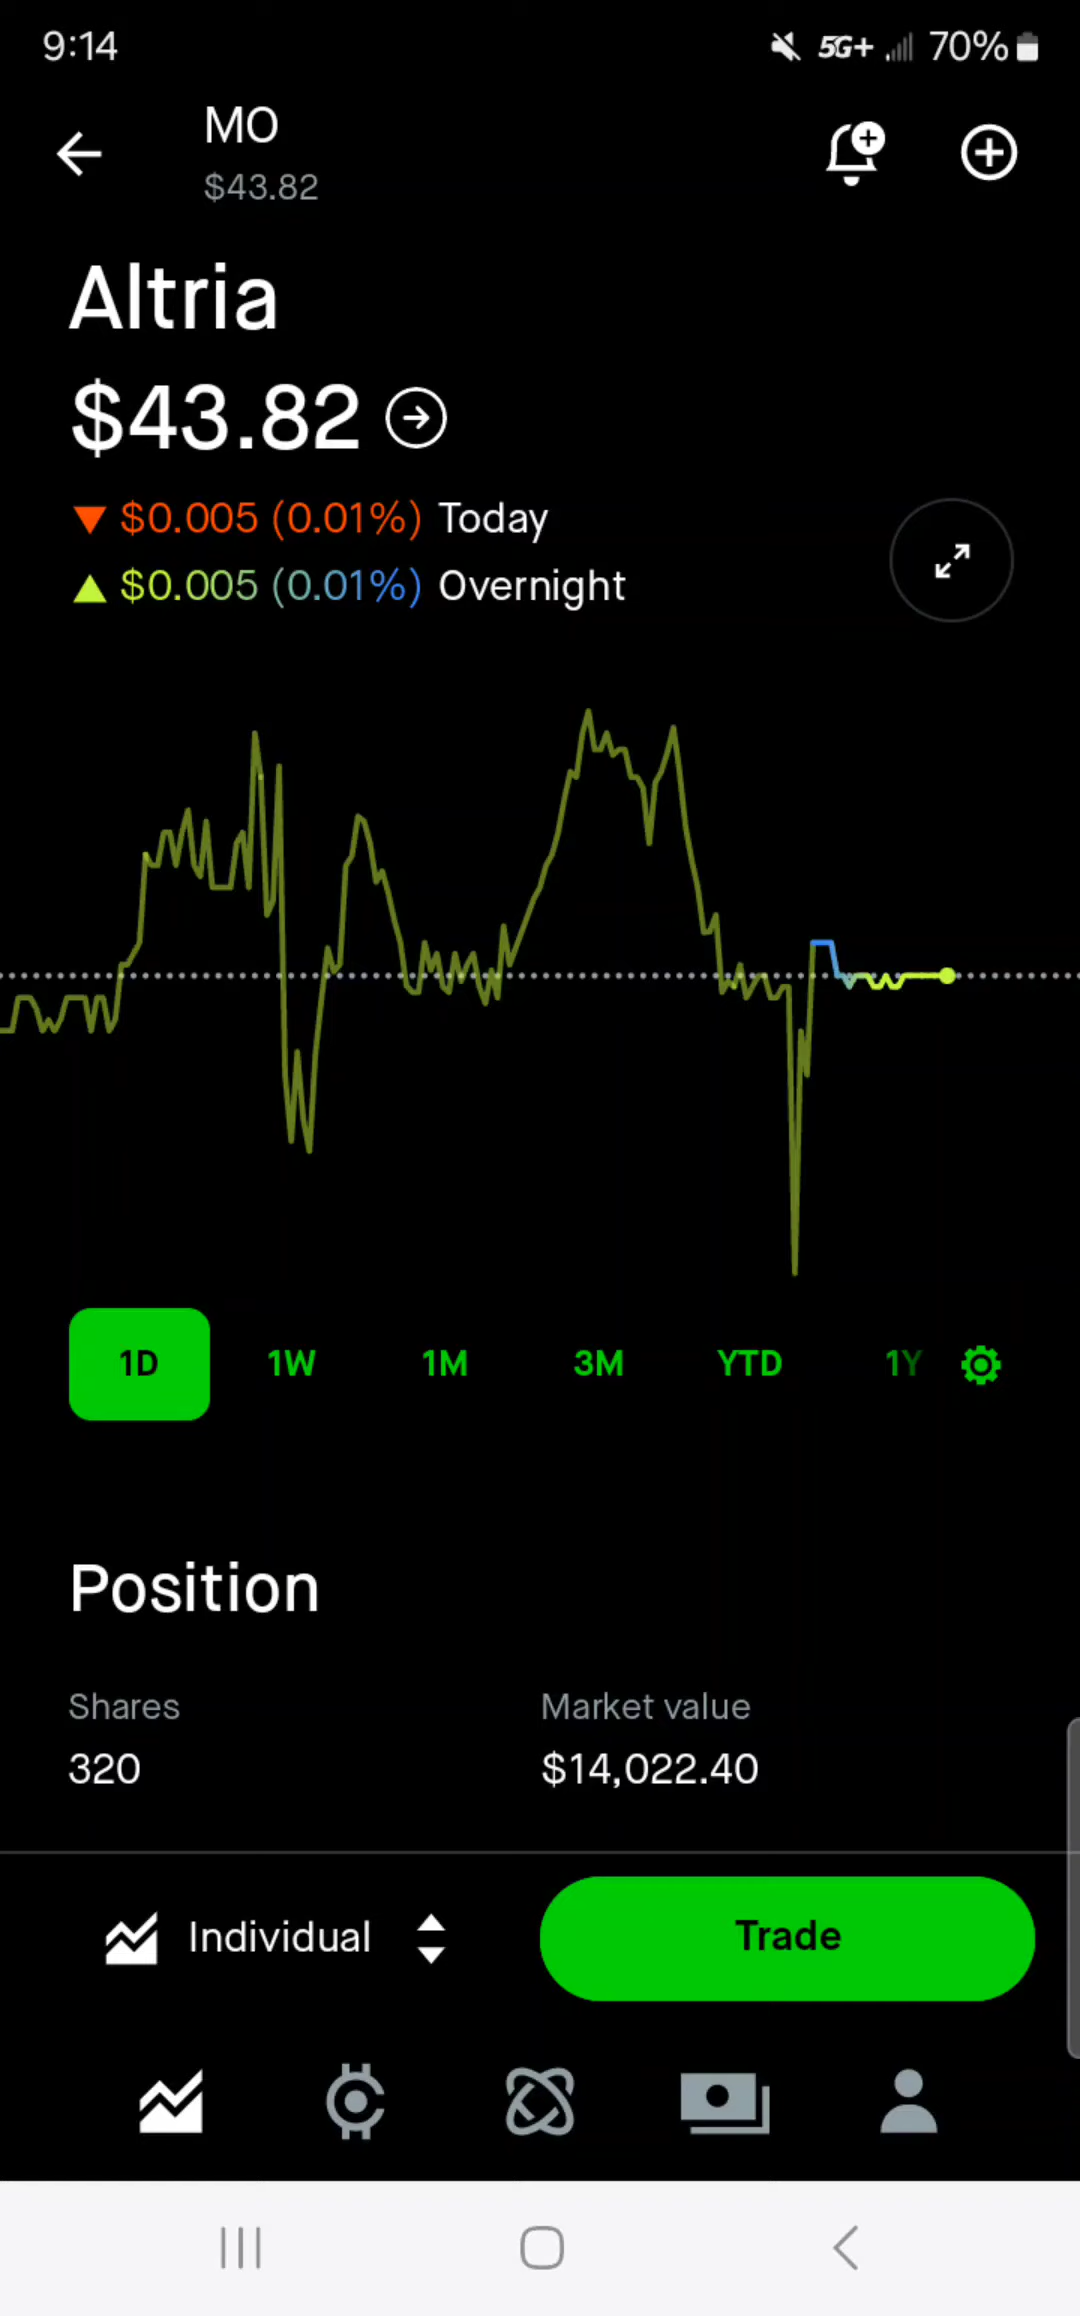 9:14 5G+ 70%
MO
$43.82
Altria
$43.82
$0.005 (0.01%) Today
$0.005 (0.01%) Overnight
1D 1W 1M 3M YTD 1Y
Position
Shares Market value
320 $14,022.40
Individual Trade